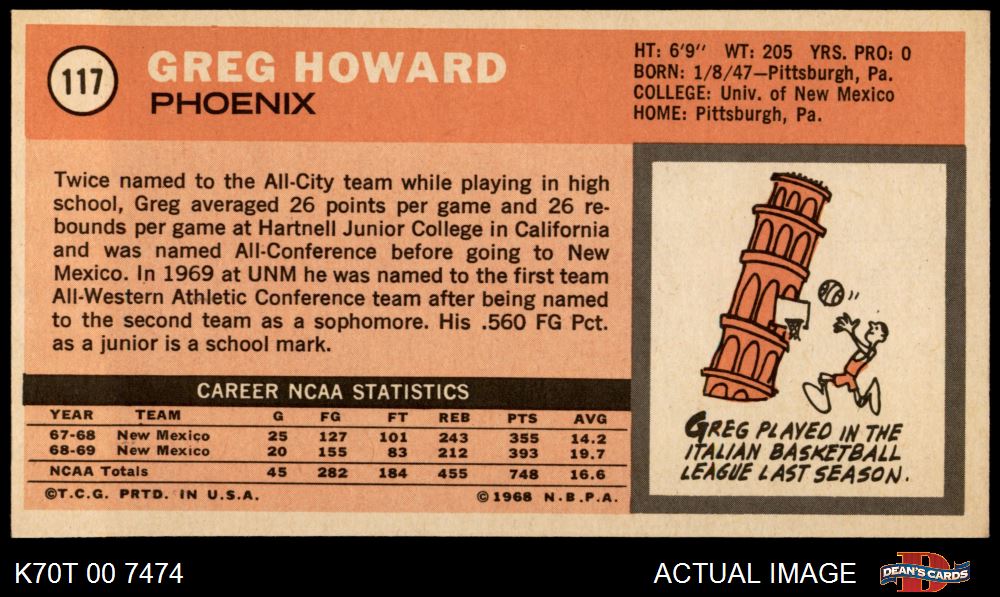 117
GREG HOWARD
PHOENIX
HT: 6'9" WT: 205 YRS. PRO: 0
BORN: 1/8/47—Pittsburgh, Pa.
COLLEGE: Univ. of New Mexico
HOME: Pittsburgh, Pa.
Twice named to the All-City team while playing in high
school, Greg averaged 26 points per game and 26 re-
bounds per game at Hartnell Junior College in California
and was named All-Conference before going to New
Mexico. In 1969 at UNM he was named to the first team
All-Western Athletic Conference team after being named
to the second team as a sophomore. His .560 FG Pct.
as a junior is a school mark.
CAREER NCAA STATISTICS
YEAR TEAM G FG FT REB PTS AVG
67-68 New Mexico 25 127 101 243 355 14.2
68-69 New Mexico 20 155 83 212 393 19.7
NCAA Totals 45 282 184 455 748 16.6
©T.C.G. PRTD. IN U.S.A. ©1968 N.B.P.A.
GREG PLAYED IN THE
ITALIAN BASKETBALL
LEAGUE LAST SEASON.
K70T 00 7474
ACTUAL IMAGE
D
DEAN'S CARDS